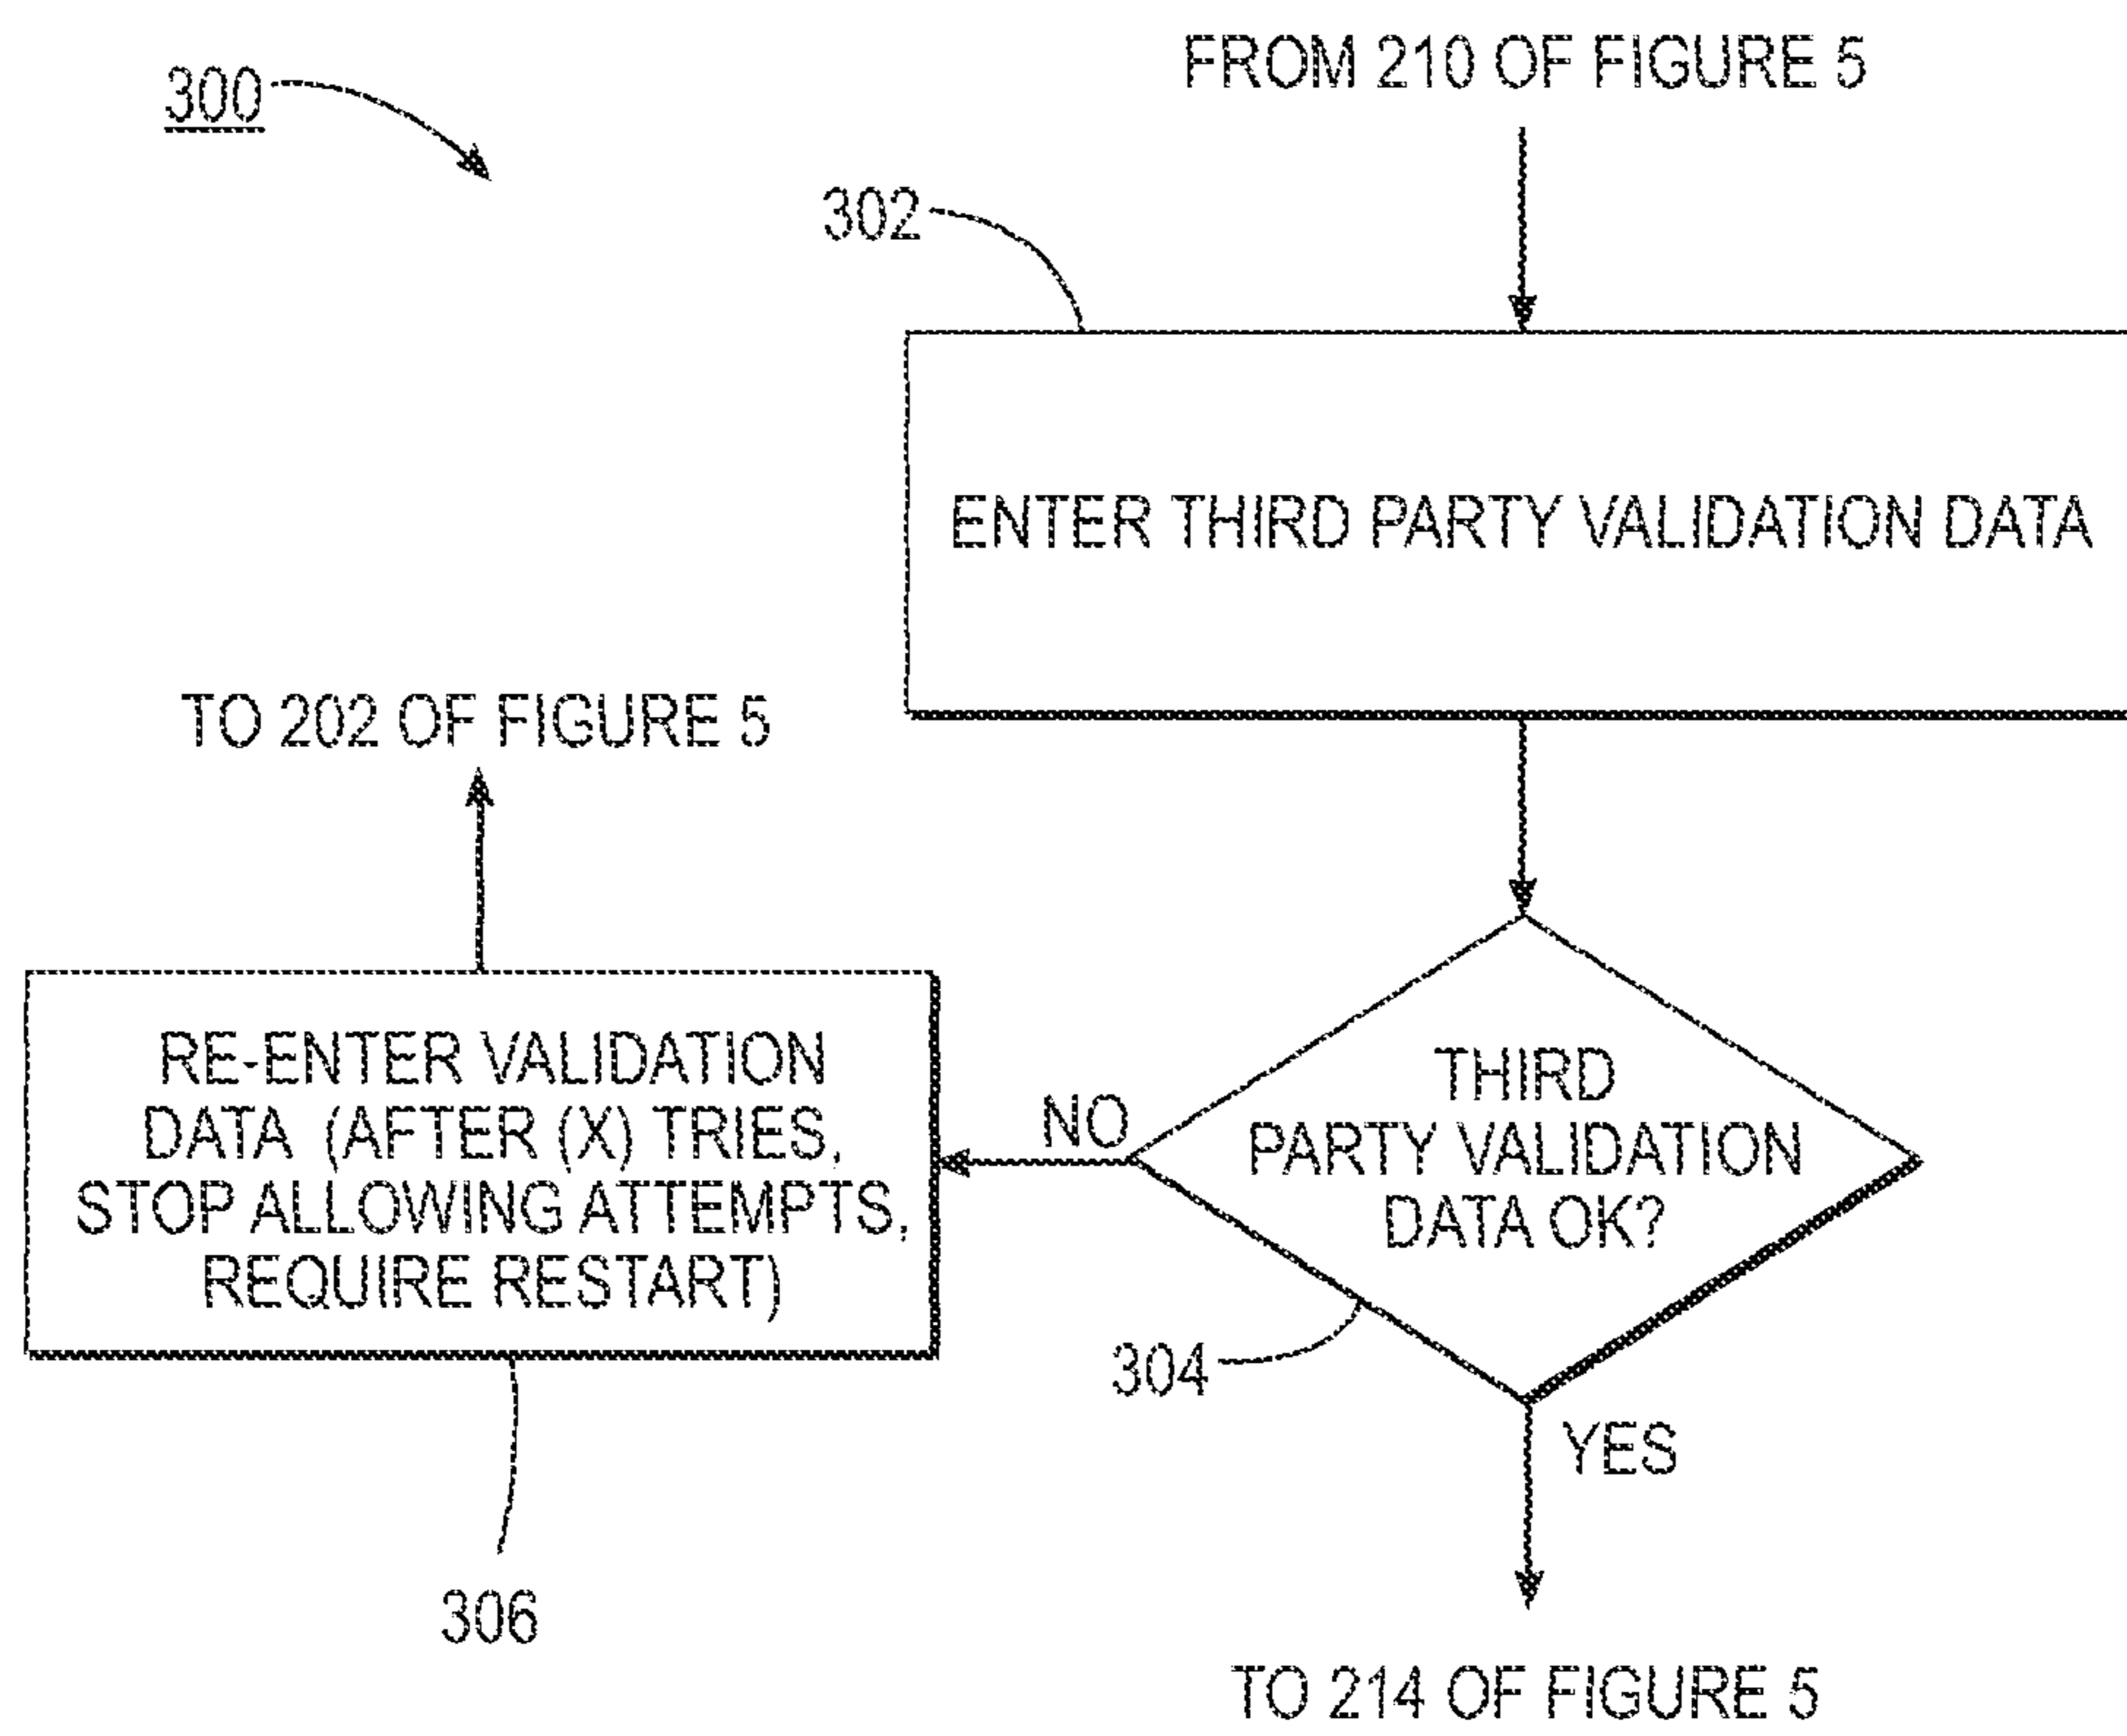 300
FROM 210 OF FIGURE 5
302
ENTER THIRD PARTY VALIDATION DATA
TO 202 OF FIGURE 5
RE-ENTER VALIDATION
DATA (AFTER (X) TRIES,
STOP ALLOWING ATTEMPTS,
REQUIRE RESTART)
NO
THIRD
PARTY VALIDATION
DATA OK?
304
YES
306
TO 214 OF FIGURE 5